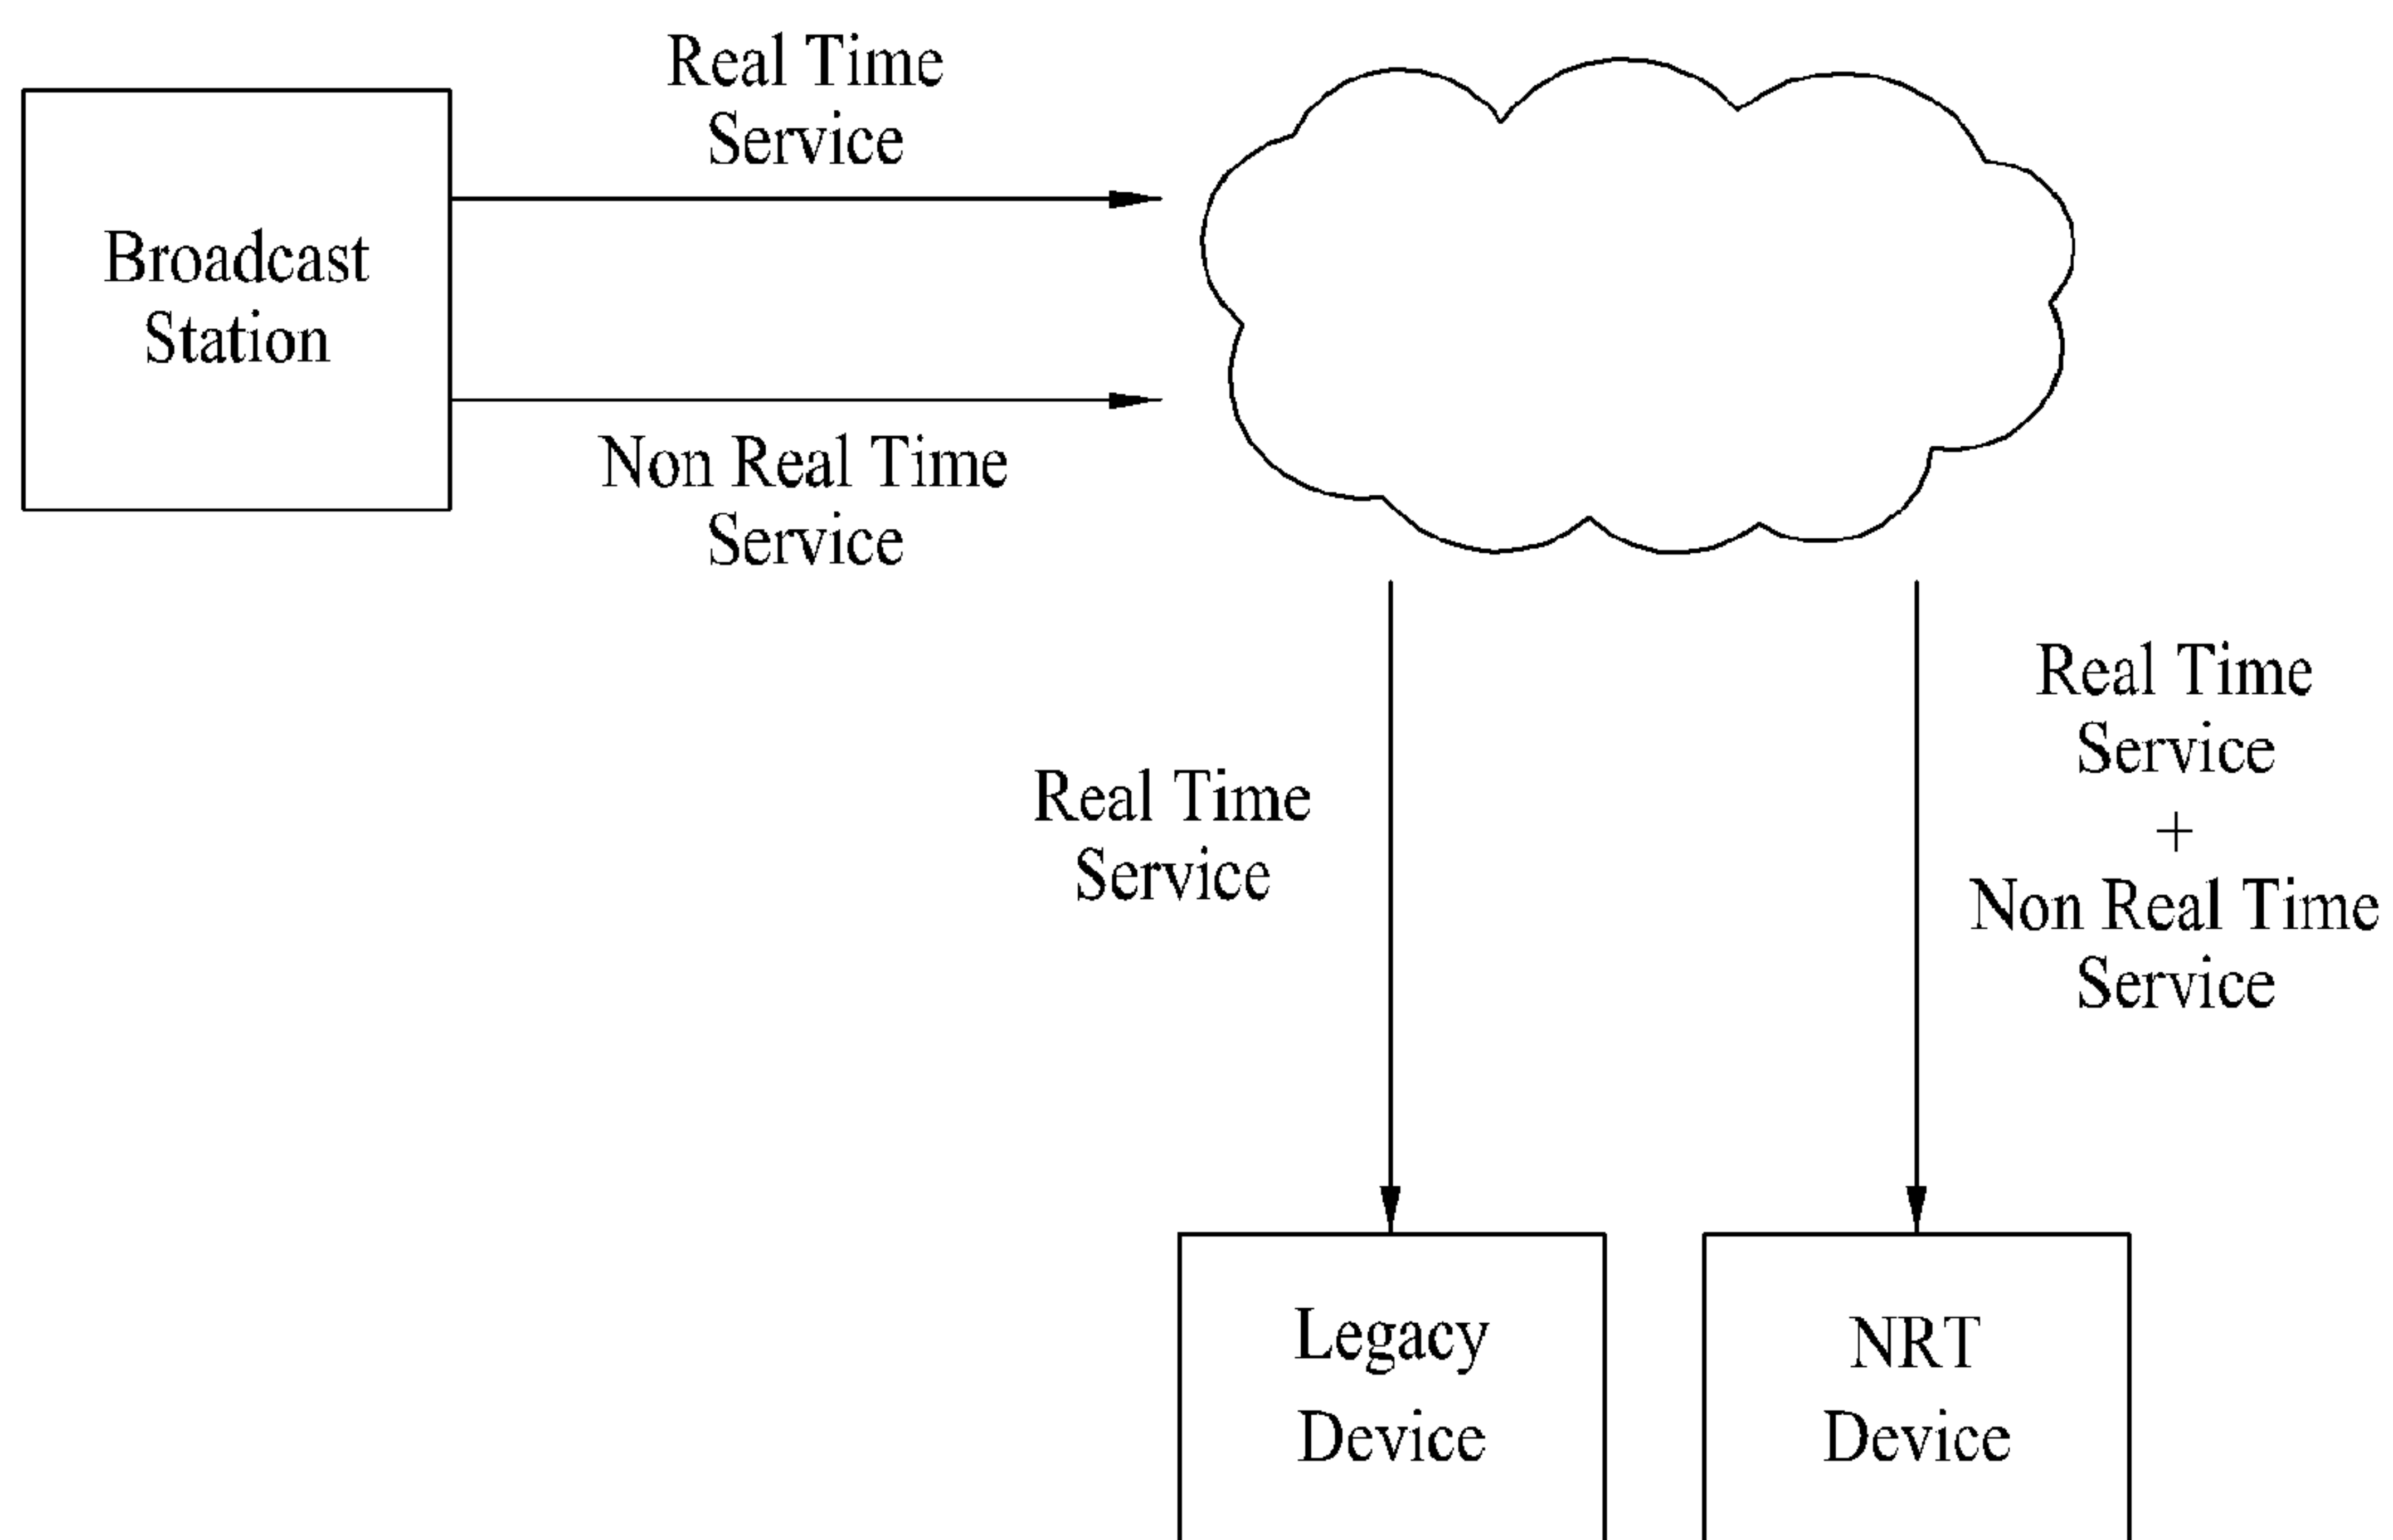 Real Time
Service
Broadcast
Station
Non Real Time
Service
Real Time
Service
Real Time
Service
+
Non Real Time
Service
Legacy
Device
NRT
Device